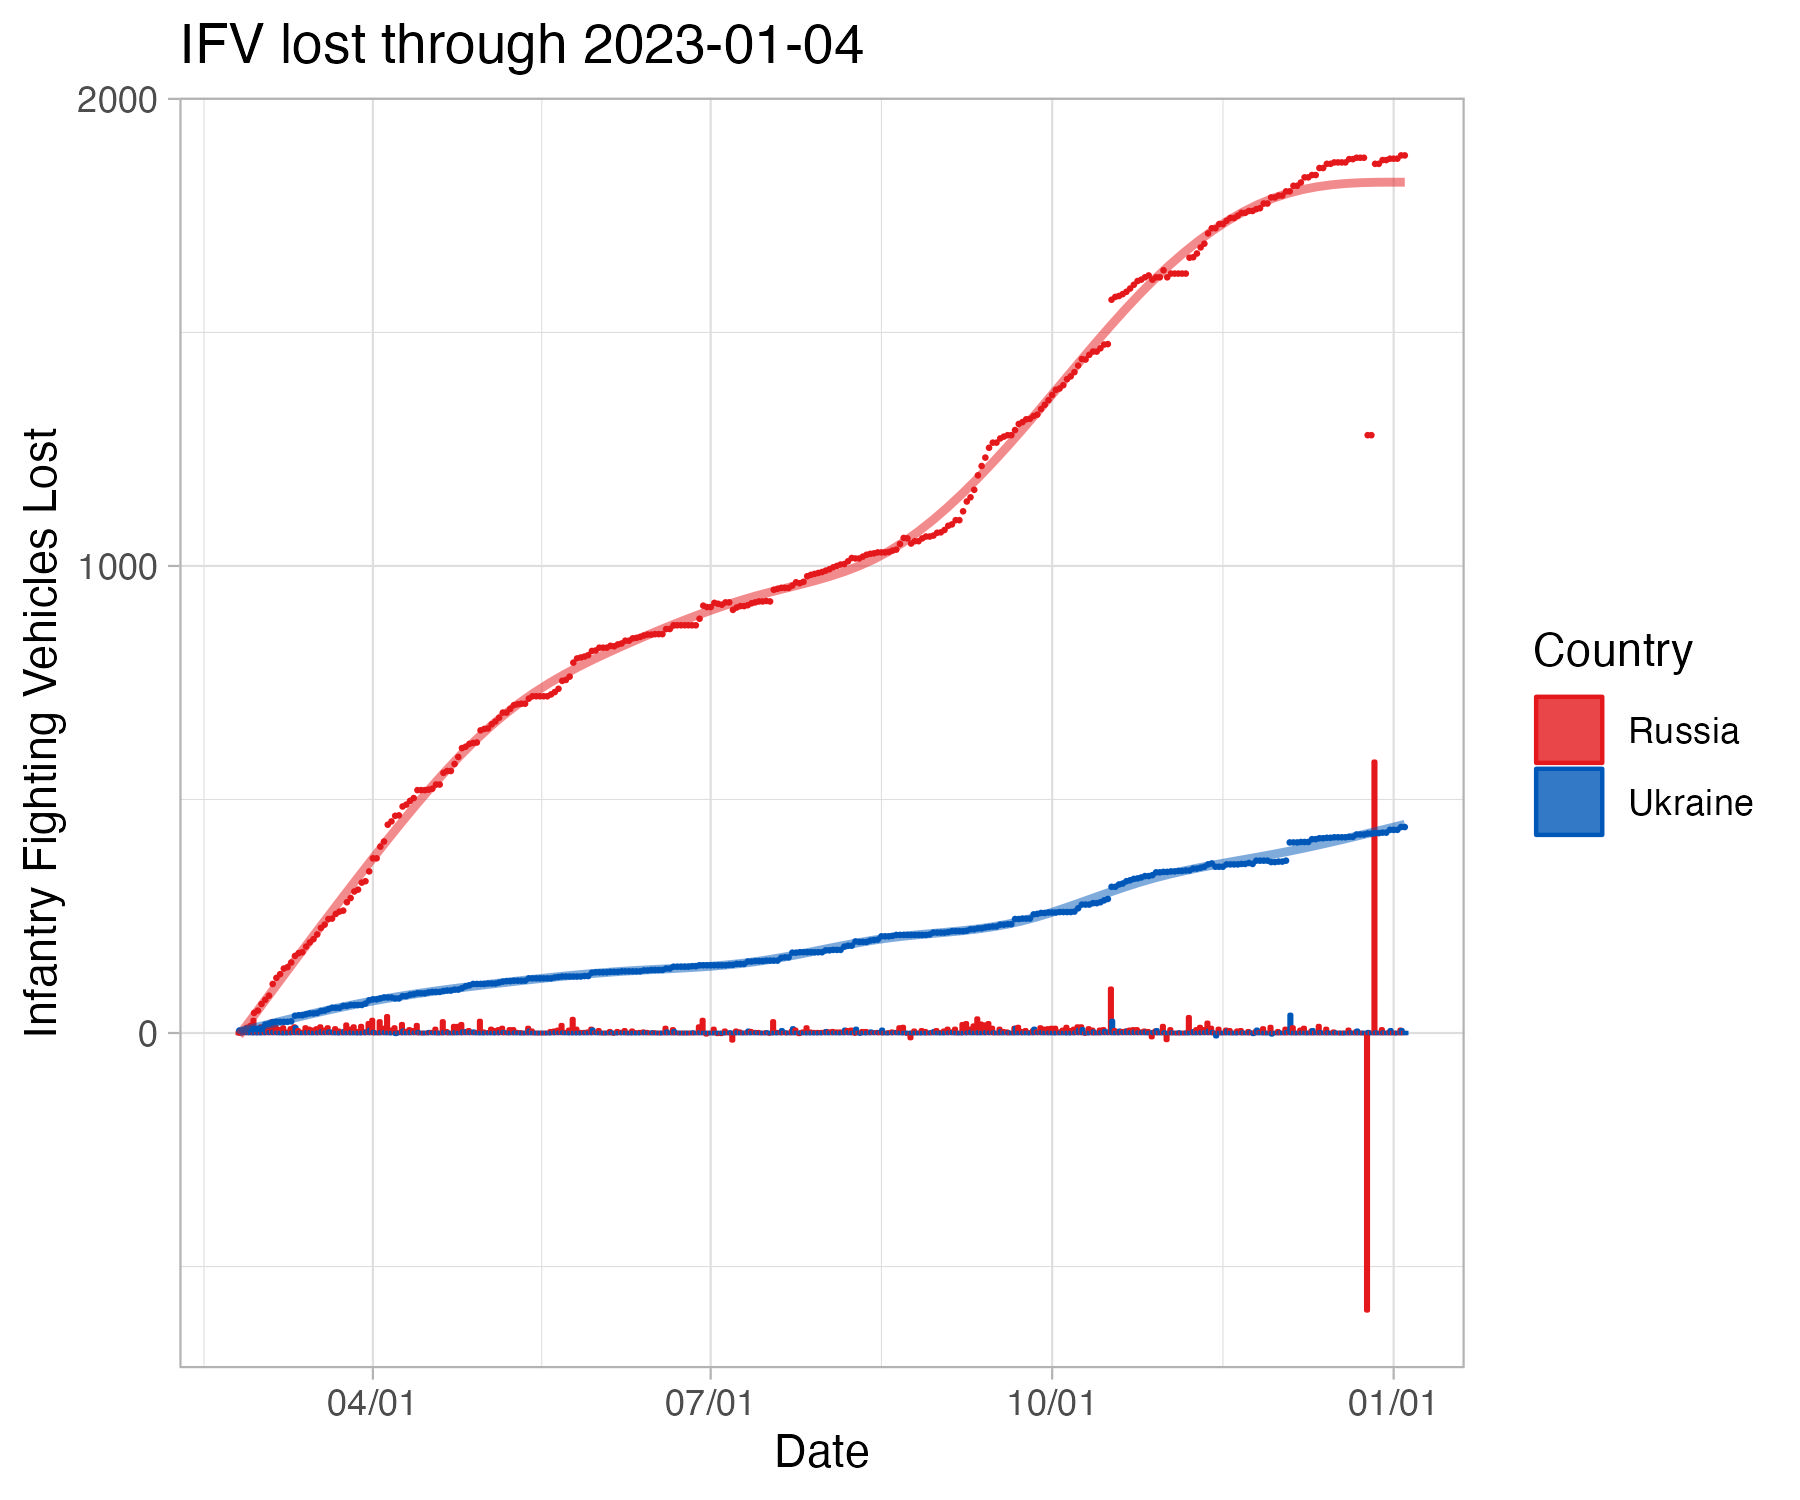 IFV lost through 2023-01-04
Infantry Fighting Vehicles Lost
2000
1000
0
04/01
07/01
10/01
01/01
Date
Country
Russia
Ukraine